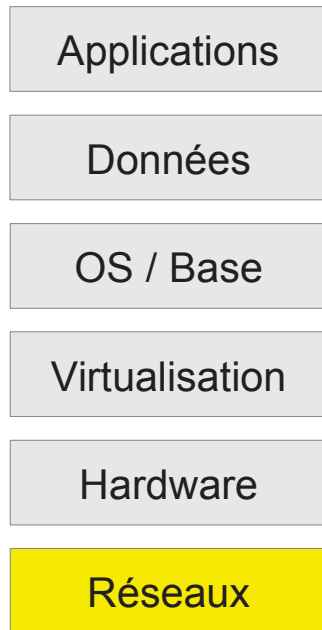 Applications
Données
OS / Base
Virtualisation
Hardware
Réseaux